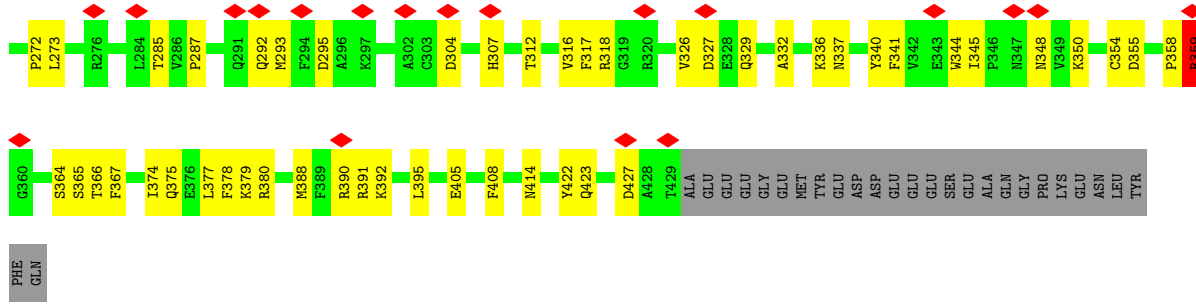 P272 L273 R276 L284 T285 V286 P287 Q291 Q292 M293 F294 D295 A296 K297 A302 C303 D304 H307 T312 V316 F317 R318 G319 R320 V326 D327 E328 Q329 A332 K336 N337 Y340 F341 V342 E343 W344 I345 P346 N347 N348 V349 K350 C354 D355 P358 R359
G360 S364 S365 T366 F367 I374 Q375 E376 L377 F378 K379 R380 M388 F389 R390 R391 K392 L395 E405 F408 N414 Y422 Q423 D427 A428 T429 ALA GLU GLU GLU GLY GLU MET TYR GLU ASP ASP GLU GLU GLU SER GLU ALA GLN GLY PRO LYS GLU ASN LEU TYR
PHE GLN